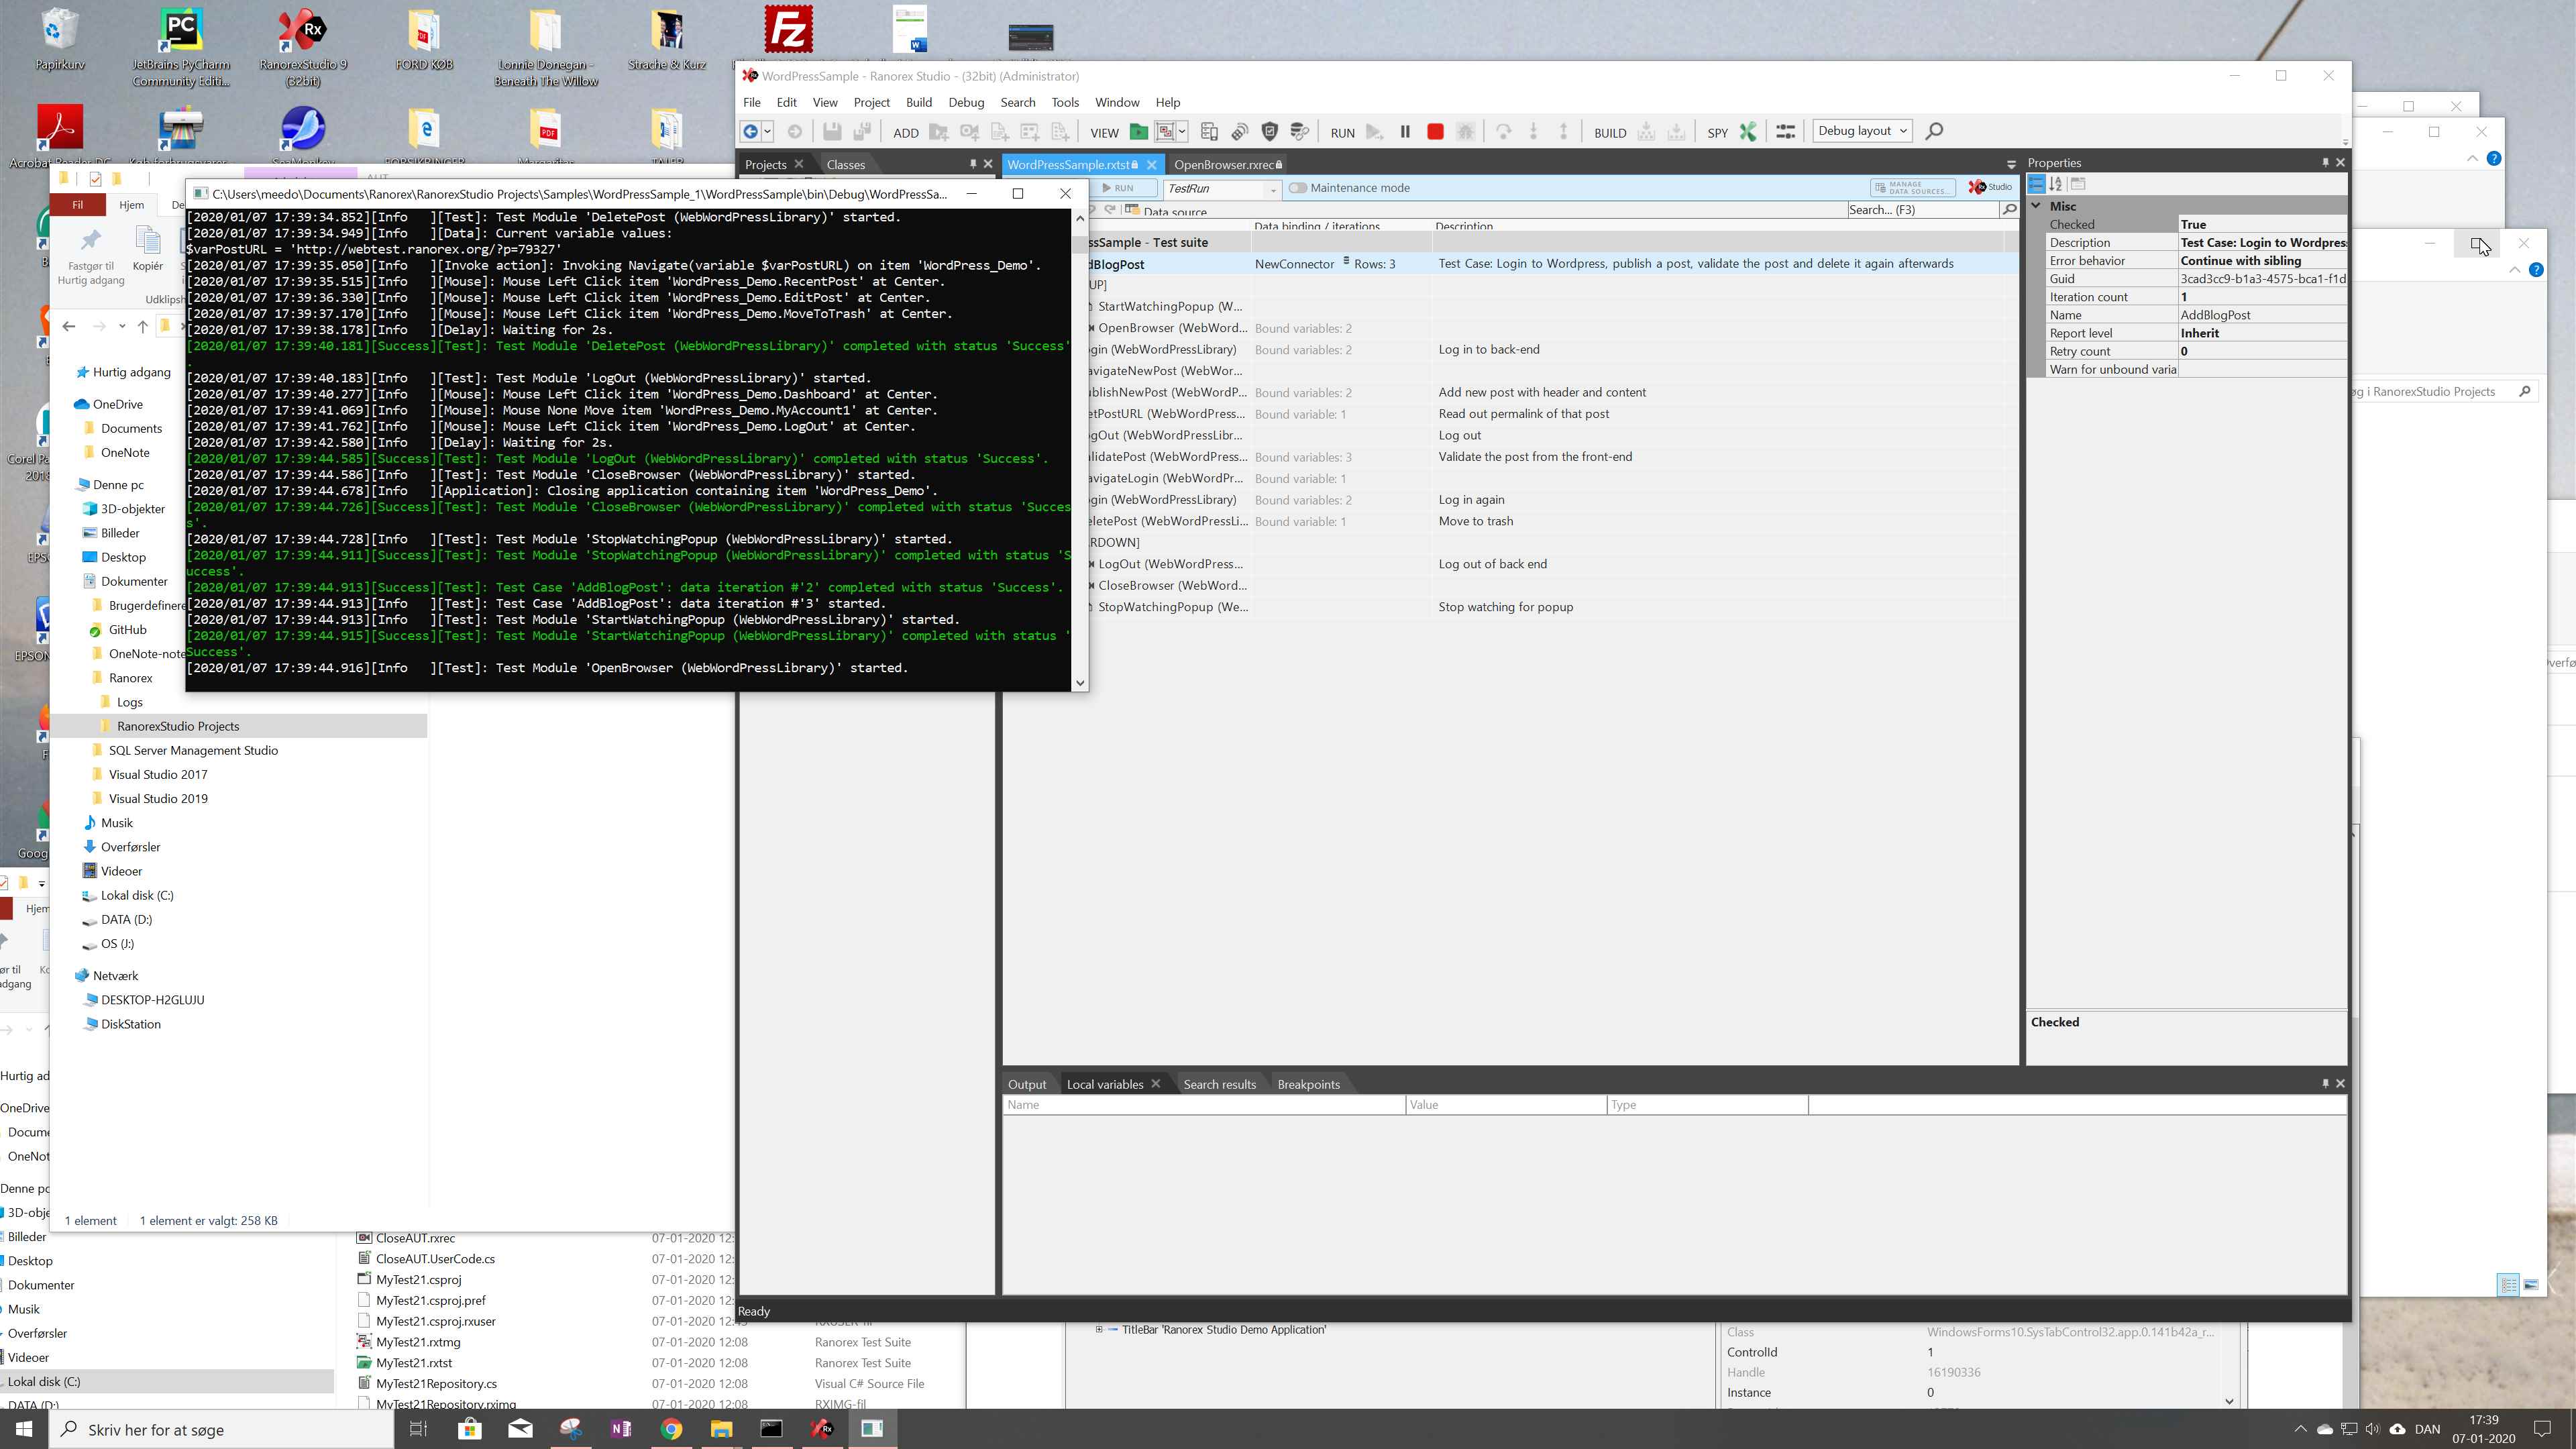 Papirkurv
JetBrains PyCharm
Community Editi...
RanorexStudio 9
(32bit)
FORD KØB
Lonnie Donegan -
Beneath The Willow
Strache & Kurz
WordPressSample - Ranorex Studio - (32bit) (Administrator)
File Edit View Project Build Debug Search Tools Window Help
ADD VIEW RUN BUILD SPY Debug layout
Projects Classes
WordPressSample.rxtst OpenBrowser.rxrec
RUN TestRun Maintenance mode
MANAGE
DATA SOURCES...
Studio
Data source
Search... (F3)
Data binding / iterations Description
ssSample - Test suite
dBlogPost NewConnector Rows: 3 Test Case: Login to Wordpress, publish a post, validate the post and delete it again afterwards
UP]
StartWatchingPopup (W...
OpenBrowser (WebWord... Bound variables: 2
gin (WebWordPressLibrary) Bound variables: 2 Log in to back-end
avigateNewPost (WebWor...
ublishNewPost (WebWordP... Bound variables: 2 Add new post with header and content
etPostURL (WebWordPress... Bound variable: 1 Read out permalink of that post
gOut (WebWordPressLibr... Log out
alidatePost (WebWordPress... Bound variables: 3 Validate the post from the front-end
avigateLogin (WebWordPr... Bound variable: 1
gin (WebWordPressLibrary) Bound variables: 2 Log in again
eletePost (WebWordPressLi... Bound variable: 1 Move to trash
RDOWN]
LogOut (WebWordPress... Log out of back end
CloseBrowser (WebWord...
StopWatchingPopup (We... Stop watching for popup
Properties
Misc
Checked True
Description Test Case: Login to Wordpres
Error behavior Continue with sibling
Guid 3cad3cc9-b1a3-4575-bca1-f1d
Iteration count 1
Name AddBlogPost
Report level Inherit
Retry count 0
Warn for unbound varia
Checked
Output Local variables Search results Breakpoints
Name Value Type
Ready
C:\Users\meedo\Documents\Ranorex\RanorexStudio Projects\Samples\WordPressSample_1\WordPressSample\bin\Debug\WordPressSa...
[2020/01/07 17:39:34.852][Info ][Test]: Test Module 'DeletePost (WebWordPressLibrary)' started.
[2020/01/07 17:39:34.949][Info ][Data]: Current variable values:
$varPostURL = 'http://webtest.ranorex.org/?p=79327'
[2020/01/07 17:39:35.050][Info ][Invoke action]: Invoking Navigate(variable $varPostURL) on item 'WordPress_Demo'.
[2020/01/07 17:39:35.515][Info ][Mouse]: Mouse Left Click item 'WordPress_Demo.RecentPost' at Center.
[2020/01/07 17:39:36.330][Info ][Mouse]: Mouse Left Click item 'WordPress_Demo.EditPost' at Center.
[2020/01/07 17:39:37.170][Info ][Mouse]: Mouse Left Click item 'WordPress_Demo.MoveToTrash' at Center.
[2020/01/07 17:39:38.178][Info ][Delay]: Waiting for 2s.
[2020/01/07 17:39:40.181][Success][Test]: Test Module 'DeletePost (WebWordPressLibrary)' completed with status 'Success'
.
[2020/01/07 17:39:40.183][Info ][Test]: Test Module 'LogOut (WebWordPressLibrary)' started.
[2020/01/07 17:39:40.277][Info ][Mouse]: Mouse Left Click item 'WordPress_Demo.Dashboard' at Center.
[2020/01/07 17:39:41.069][Info ][Mouse]: Mouse None Move item 'WordPress_Demo.MyAccount1' at Center.
[2020/01/07 17:39:41.762][Info ][Mouse]: Mouse Left Click item 'WordPress_Demo.LogOut' at Center.
[2020/01/07 17:39:42.580][Info ][Delay]: Waiting for 2s.
[2020/01/07 17:39:44.585][Success][Test]: Test Module 'LogOut (WebWordPressLibrary)' completed with status 'Success'.
[2020/01/07 17:39:44.586][Info ][Test]: Test Module 'CloseBrowser (WebWordPressLibrary)' started.
[2020/01/07 17:39:44.678][Info ][Application]: Closing application containing item 'WordPress_Demo'.
[2020/01/07 17:39:44.726][Success][Test]: Test Module 'CloseBrowser (WebWordPressLibrary)' completed with status 'Succes
s'.
[2020/01/07 17:39:44.728][Info ][Test]: Test Module 'StopWatchingPopup (WebWordPressLibrary)' started.
[2020/01/07 17:39:44.911][Success][Test]: Test Module 'StopWatchingPopup (WebWordPressLibrary)' completed with status 'S
uccess'.
[2020/01/07 17:39:44.913][Success][Test]: Test Case 'AddBlogPost': data iteration #'2' completed with status 'Success'.
[2020/01/07 17:39:44.913][Info ][Test]: Test Case 'AddBlogPost': data iteration #'3' started.
[2020/01/07 17:39:44.913][Info ][Test]: Test Module 'StartWatchingPopup (WebWordPressLibrary)' started.
[2020/01/07 17:39:44.915][Success][Test]: Test Module 'StartWatchingPopup (WebWordPressLibrary)' completed with status '
Success'.
[2020/01/07 17:39:44.916][Info ][Test]: Test Module 'OpenBrowser (WebWordPressLibrary)' started.
Fil Hjem De
Fastgør til
Hurtig adgang
Kopiér
Udklipsh
Hurtig adgang
OneDrive
Documents
OneNote
Denne pc
3D-objekter
Billeder
Desktop
Dokumenter
Brugerdefinere
GitHub
OneNote-note
Ranorex
Logs
RanorexStudio Projects
SQL Server Management Studio
Visual Studio 2017
Visual Studio 2019
Musik
Overførsler
Videoer
Lokal disk (C:)
DATA (D:)
OS (J:)
Netværk
DESKTOP-H2GLUJU
DiskStation
1 element 1 element er valgt: 258 KB
Hjem
ør til
adgang
Hurtig ad
OneDrive
Docume
OneNot
Denne pc
3D-obje
Billeder
Desktop
Dokumenter
Musik
Overførsler
Videoer
Lokal disk (C:)
DATA (D:)
CloseAUT.rxrec 07-01-2020 12:
CloseAUT.UserCode.cs 07-01-2020 12:
MyTest21.csproj 07-01-2020 12:
MyTest21.csproj.pref 07-01-2020 12:
MyTest21.csproj.rxuser
MyTest21.rxtmg 07-01-2020 12:08 Ranorex Test Suite
MyTest21.rxtst 07-01-2020 12:08 Ranorex Test Suite
MyTest21Repository.cs 07-01-2020 12:08 Visual C# Source File
MyTest21Repository.rximg 07-01-2020 12:08 RXIMG-fil
TitleBar 'Ranorex Studio Demo Application'
Class WindowsForms10.SysTabControl32.app.0.141b42a_r...
ControlId 1
Handle 16190336
Instance 0
øg i RanorexStudio Projects
Skriv her for at søge
DAN
17:39
07-01-2020